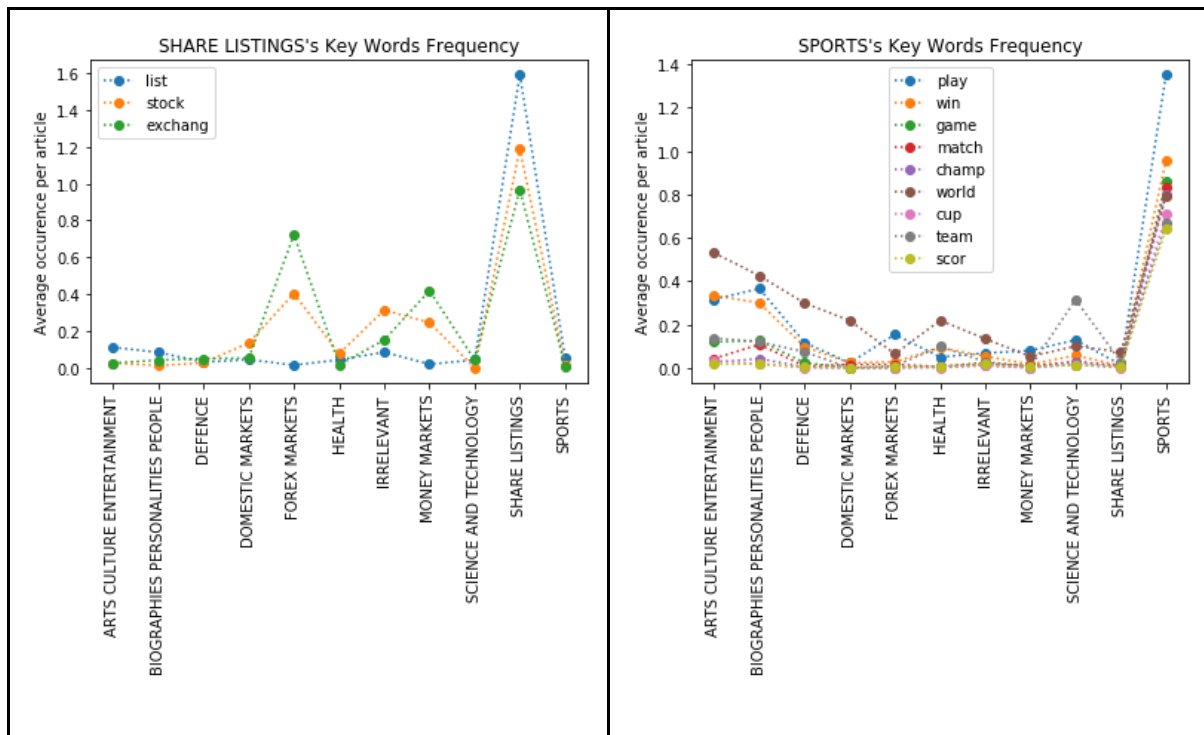 SHARE LISTINGS's Key Words Frequency
list
stock
exchang
Average occurence per article
1.6
1.4
1.2
1.0
0.8
0.6
0.4
0.2
0.0
ARTS CULTURE ENTERTAINMENT
BIOGRAPHIES PERSONALITIES PEOPLE
DEFENCE
DOMESTIC MARKETS
FOREX MARKETS
HEALTH
IRRELEVANT
MONEY MARKETS
SCIENCE AND TECHNOLOGY
SHARE LISTINGS
SPORTS
SPORTS's Key Words Frequency
play
win
game
match
champ
world
cup
team
scor
Average occurence per article
1.4
1.2
1.0
0.8
0.6
0.4
0.2
0.0
ARTS CULTURE ENTERTAINMENT
BIOGRAPHIES PERSONALITIES PEOPLE
DEFENCE
DOMESTIC MARKETS
FOREX MARKETS
HEALTH
IRRELEVANT
MONEY MARKETS
SCIENCE AND TECHNOLOGY
SHARE LISTINGS
SPORTS